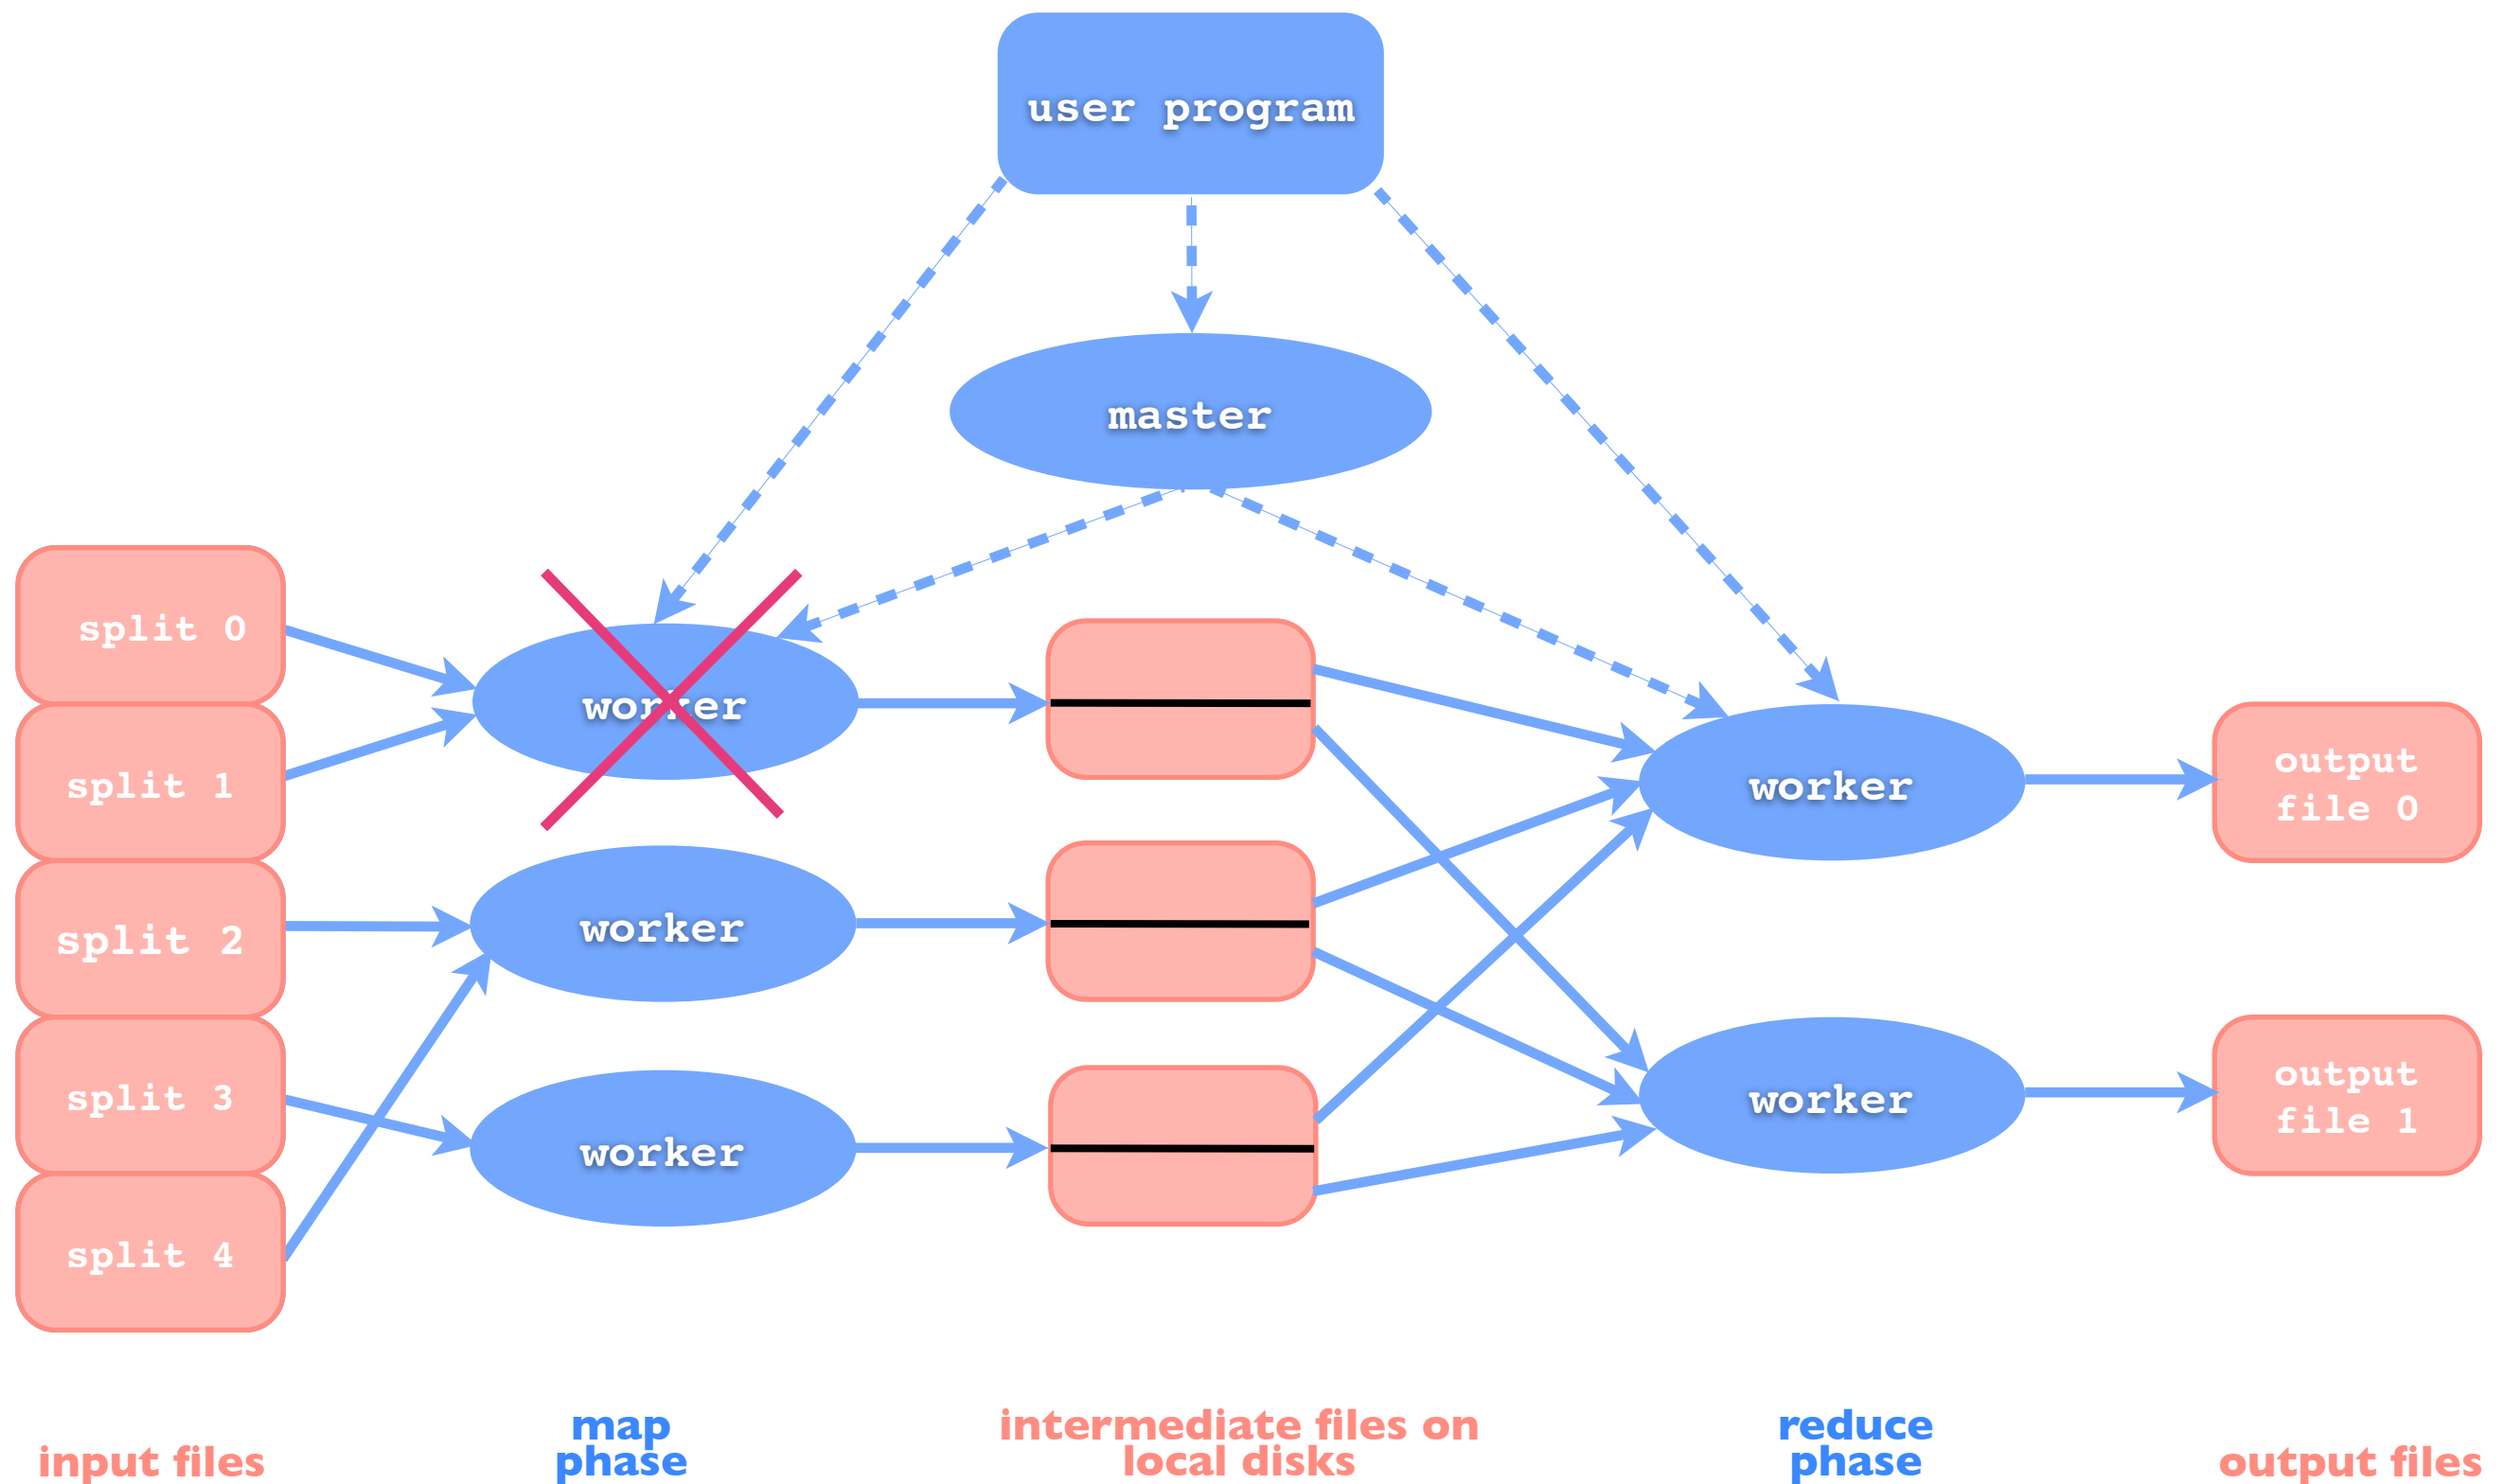 user program
master
split 0
split 1
split 2
split 3
split 4
worker
worker
worker
worker
worker
output
file 0
output
file 1
input files
map
phase
intermediate files on
local disks
reduce
phase
output files